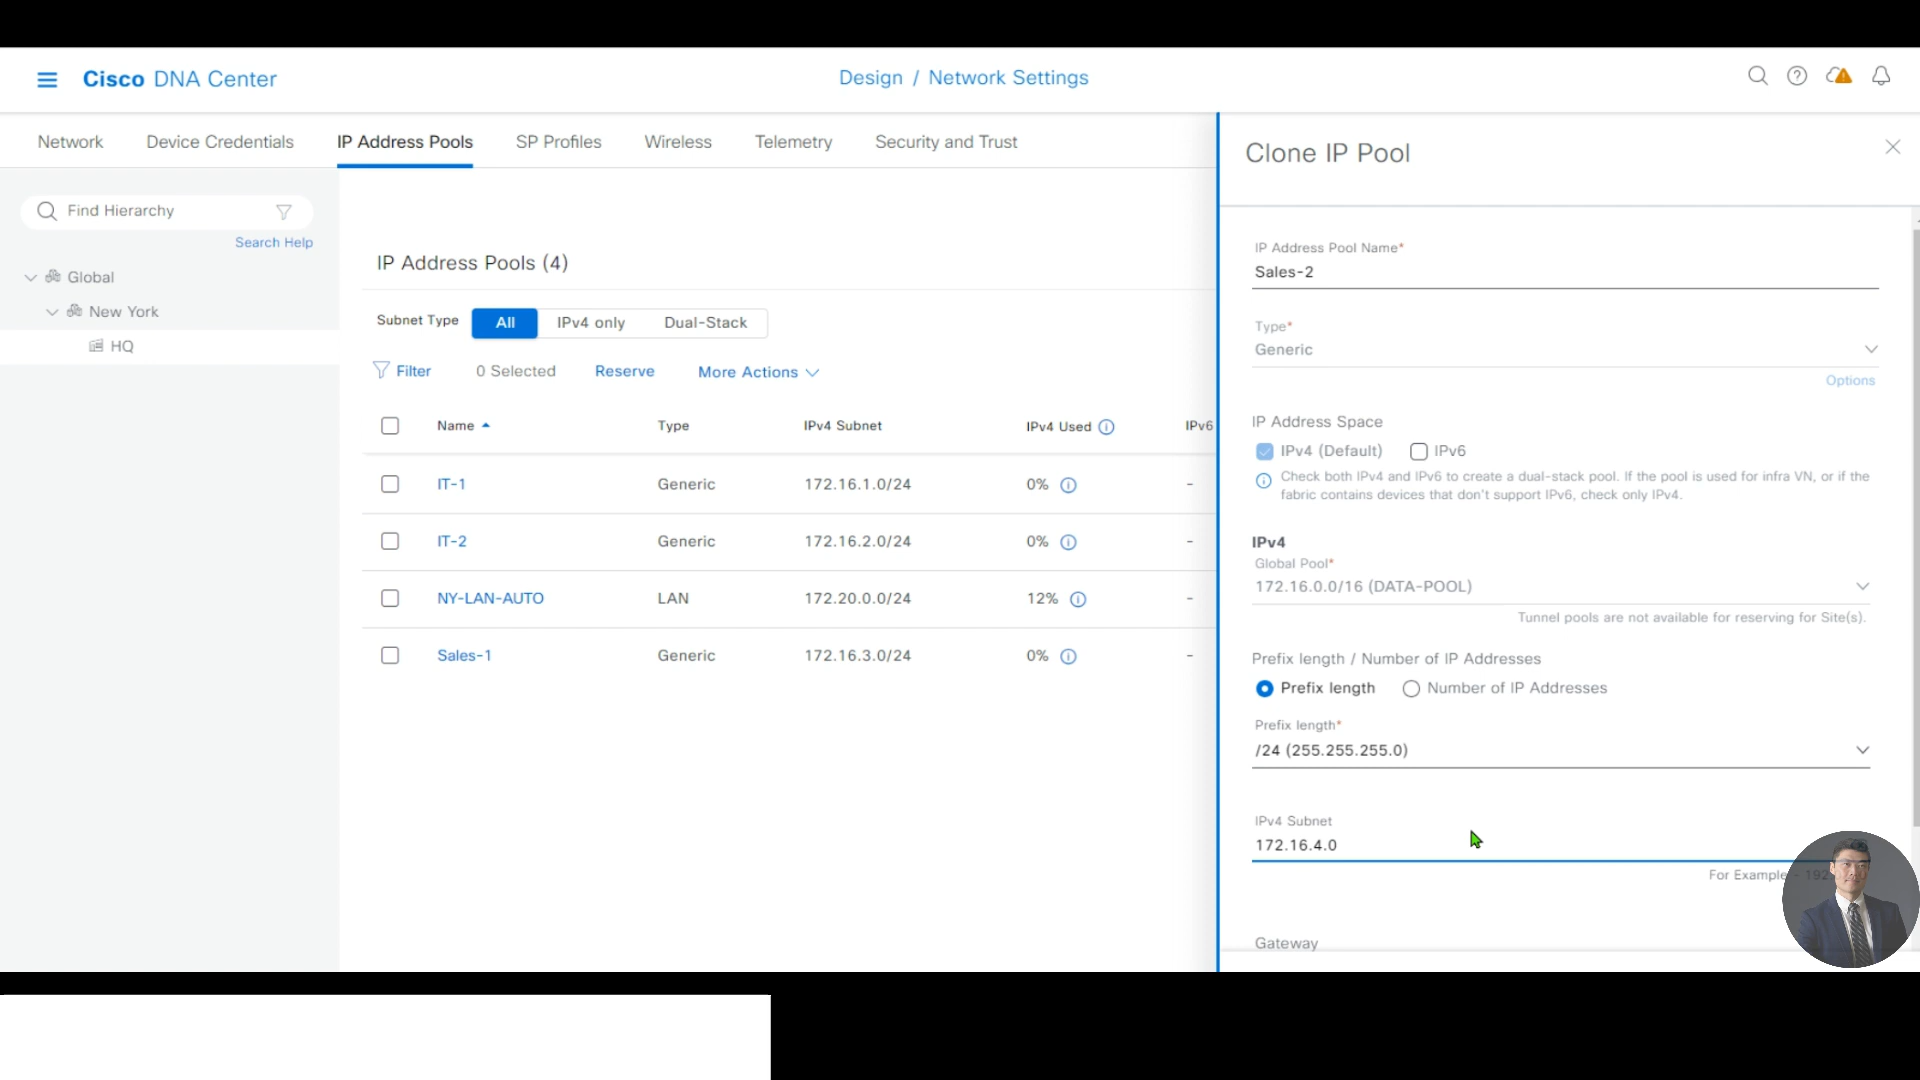 Cisco DNA Center
Design / Network Settings
Network
Device Credentials
IP Address Pools
SP Profiles
Wireless
Telemetry
Security and Trust
Find Hierarchy
Search Help
Global
New York
HQ
IP Address Pools (4)
Subnet Type
All
IPv4 only
Dual-Stack
Filter
0 Selected
Reserve
More Actions
Name
Type
IPv4 Subnet
IPv4 Used
IPv6
IT-1
Generic
172.16.1.0/24
0%
-
IT-2
Generic
172.16.2.0/24
0%
-
NY-LAN-AUTO
LAN
172.20.0.0/24
12%
-
Sales-1
Generic
172.16.3.0/24
0%
-
Clone IP Pool
IP Address Pool Name*
Sales-2
Type*
Generic
Options
IP Address Space
IPv4 (Default)
IPv6
Check both IPv4 and IPv6 to create a dual-stack pool. If the pool is used for infra VN, or if the
fabric contains devices that don't support IPv6, check only IPv4.
IPv4
Global Pool*
172.16.0.0/16 (DATA-POOL)
Tunnel pools are not available for reserving for Site(s).
Prefix length / Number of IP Addresses
Prefix length
Number of IP Addresses
Prefix length*
/24 (255.255.255.0)
IPv4 Subnet
172.16.4.0
For Example -
Gateway